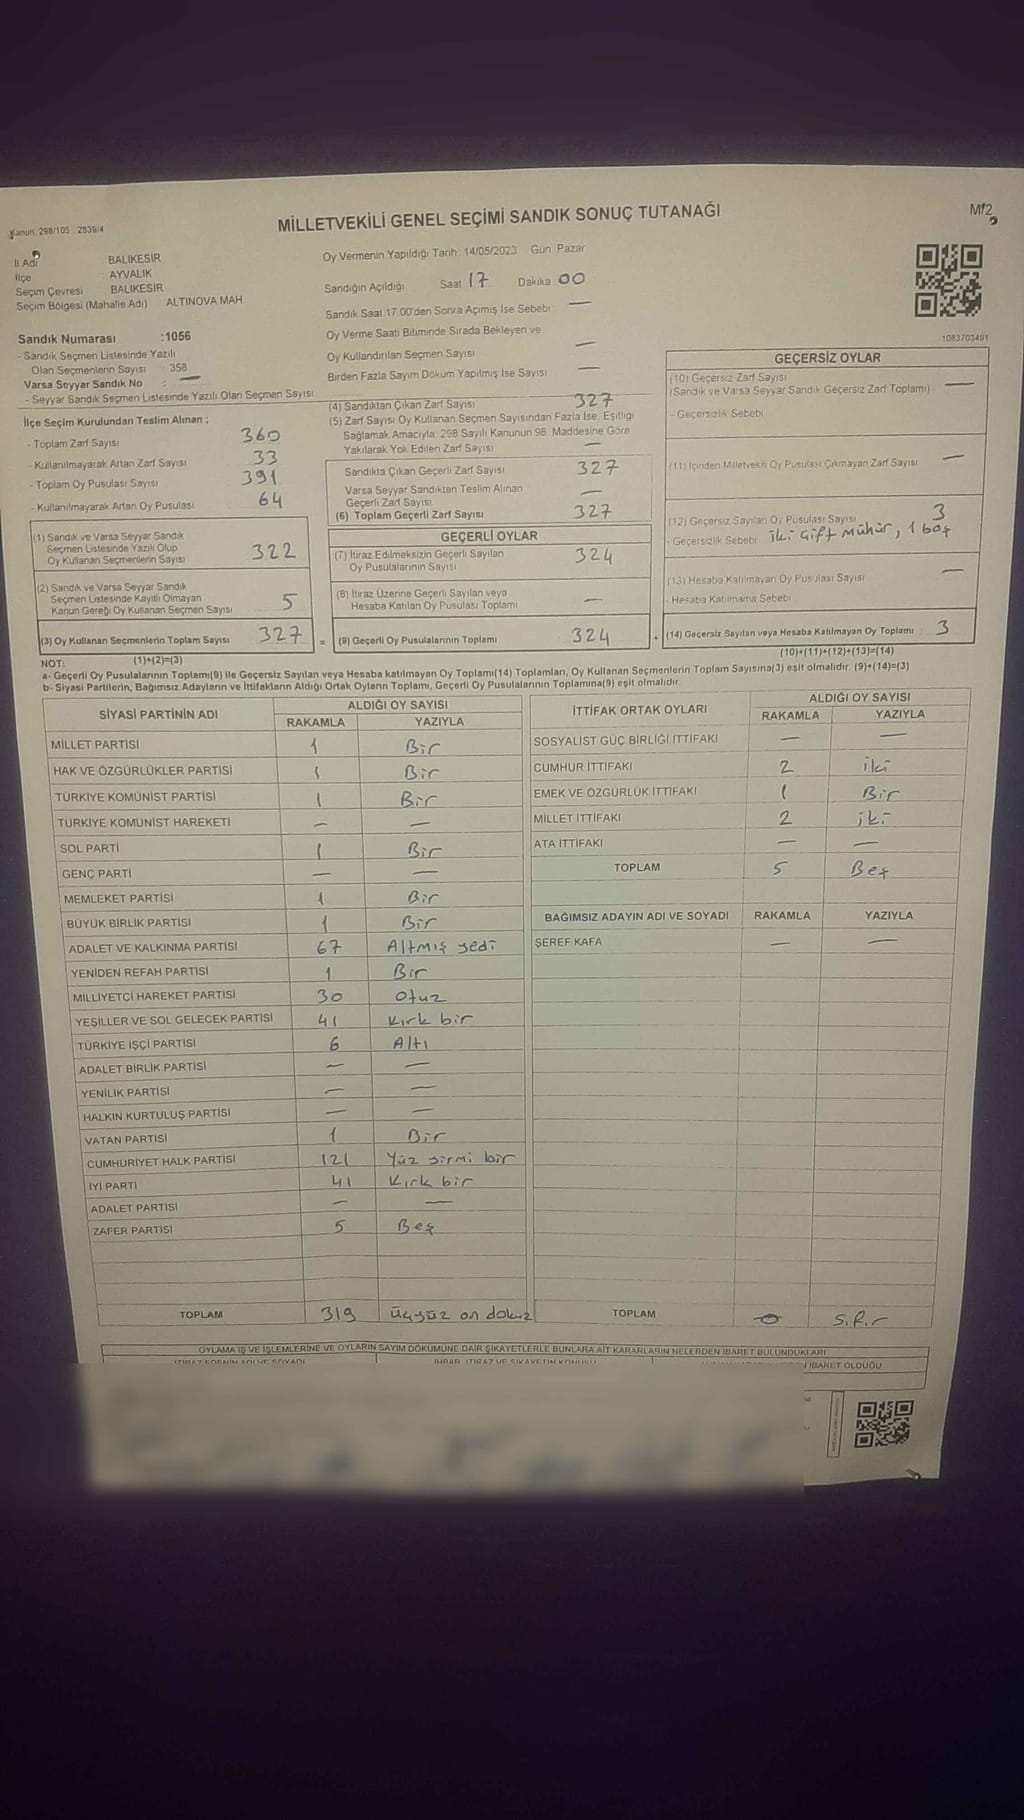 MİLLETVEKİLİ GENEL SEÇİMİ SANDIK SONUÇ TUTANAĞI
M/2
Kanun, 298/105 , 2839/4
İl Adı BALIKESİR
İlçe AYVALIK
Seçim Çevresi BALIKESİR
Seçim Bölgesi (Mahalle Adı) ALTINOVA MAH
Oy Vermenin Yapıldığı Tarih 14/05/2023 Gün Pazar
Sandığın Açıldığı Saat 17 Dakika 00
Sandık Saat 17.00'den Sonra Açımış İse Sebebi —
Oy Verme Saati Bitiminde Sırada Bekleyen ve
Oy Kullandırılan Seçmen Sayısı —
Birden Fazla Sayım Döküm Yapılmış İse Sayısı —
1083703491
Sandık Numarası :1056
- Sandık Seçmen Listesinde Yazılı
Olan Seçmenlerin Sayısı 358
Varsa Seyyar Sandık No : —
- Seyyar Sandık Seçmen Listesinde Yazılı Olan Seçmen Sayısı
İlçe Seçim Kurulundan Teslim Alınan ;
- Toplam Zarf Sayısı 360
- Kullanılmayarak Artan Zarf Sayısı 33
- Toplam Oy Pusulası Sayısı 391
- Kullanılmayarak Artan Oy Pusulası 64
(1) Sandık ve Varsa Seyyar Sandık
Seçmen Listesinde Yazılı Olup
Oy Kullanan Seçmenlerin Sayısı 322
(2) Sandık ve Varsa Seyyar Sandık
Seçmen Listesinde Kayıtlı Olmayan
Kanun Gereği Oy Kullanan Seçmen Sayısı 5
(3) Oy Kullanan Seçmenlerin Toplam Sayısı 327 =
(4) Sandıktan Çıkan Zarf Sayısı 327
(5) Zarf Sayısı Oy Kullanan Seçmen Sayısından Fazla İse, Eşitliği
Sağlamak Amacıyla, 298 Sayılı Kanunun 98. Maddesine Göre
Yakılarak Yok Edilen Zarf Sayısı —
Sandıkta Çıkan Geçerli Zarf Sayısı 327
Varsa Seyyar Sandıktan Teslim Alınan
Geçerli Zarf Sayısı —
(6) Toplam Geçerli Zarf Sayısı 327
GEÇERLİ OYLAR
(7) İtiraz Edilmeksizin Geçerli Sayılan
Oy Pusulalarının Sayısı 324
(8) İtiraz Üzerine Geçerli Sayılan veya
Hesaba Katılan Oy Pusulası Toplamı —
(9) Geçerli Oy Pusulalarının Toplamı 324 +
GEÇERSİZ OYLAR
(10) Geçersiz Zarf Sayısı
(Sandık ve Varsa Seyyar Sandık Geçersiz Zarf Toplamı) —
- Geçersizlik Sebebi
(11) İçinden Milletvekili Oy Pusulası Çıkmayan Zarf Sayısı —
(12) Geçersiz Sayılan Oy Pusulası Sayısı 3
- Geçersizlik Sebebi iki çift mühür, 1 boş
(13) Hesaba Katılmayan Oy Pusulası Sayısı —
- Hesaba Katılmama Sebebi
(14) Geçersiz Sayılan veya Hesaba Katılmayan Oy Toplamı 3
(10)+(11)+(12)+(13)=(14)
NOT: (1)+(2)=(3)
a- Geçerli Oy Pusulalarının Toplamı(9) ile Geçersiz Sayılan veya Hesaba katılmayan Oy Toplamı(14) Toplamları, Oy Kullanan Seçmenlerin Toplam Sayısına(3) eşit olmalıdır. (9)+(14)=(3)
b- Siyasi Partilerin, Bağımsız Adayların ve İttifakların Aldığı Ortak Oyların Toplamı, Geçerli Oy Pusulalarının Toplamına(9) eşit olmalıdır.
SİYASİ PARTİNİN ADI ALDIĞI OY SAYISI
RAKAMLA YAZIYLA
MİLLET PARTİSİ 1 Bir
HAK VE ÖZGÜRLÜKLER PARTİSİ 1 Bir
TÜRKİYE KOMÜNİST PARTİSİ 1 Bir
TÜRKİYE KOMÜNİST HAREKETİ — —
SOL PARTİ 1 Bir
GENÇ PARTİ — —
MEMLEKET PARTİSİ 1 Bir
BÜYÜK BİRLİK PARTİSİ 1 Bir
ADALET VE KALKINMA PARTİSİ 67 Altmış yedi
YENİDEN REFAH PARTİSİ 1 Bir
MİLLİYETÇİ HAREKET PARTİSİ 30 Otuz
YEŞİLLER VE SOL GELECEK PARTİSİ 41 Kırk bir
TÜRKİYE İŞÇİ PARTİSİ 6 Altı
ADALET BİRLİK PARTİSİ — —
YENİLİK PARTİSİ — —
HALKIN KURTULUŞ PARTİSİ — —
VATAN PARTİSİ 1 Bir
CUMHURİYET HALK PARTİSİ 121 Yüz yirmi bir
İYİ PARTİ 41 Kırk bir
ADALET PARTİSİ — —
ZAFER PARTİSİ 5 Beş
TOPLAM 319 üçyüz on dokuz
İTTİFAK ORTAK OYLARI ALDIĞI OY SAYISI
RAKAMLA YAZIYLA
SOSYALİST GÜÇ BİRLİĞİ İTTİFAKI — —
CUMHUR İTTİFAKI 2 iki
EMEK VE ÖZGÜRLÜK İTTİFAKI 1 Bir
MİLLET İTTİFAKI 2 iki
ATA İTTİFAKI — —
TOPLAM 5 Beş
BAĞIMSIZ ADAYIN ADI VE SOYADI RAKAMLA YAZIYLA
ŞEREF KAFA — —
TOPLAM 0 Sıfır
OYLAMA İŞ VE İŞLEMLERİNE VE OYLARIN SAYIM DÖKÜMÜNE DAİR ŞİKAYETLERLE BUNLARA AİT KARARLARIN NELERDEN İBARET BULUNDUKLARI
İTİRAZ EDENİN ADI VE SOYADI İHBAR, İTİRAZ VE ŞİKAYETİN KONUSU İBARET OLDUĞU